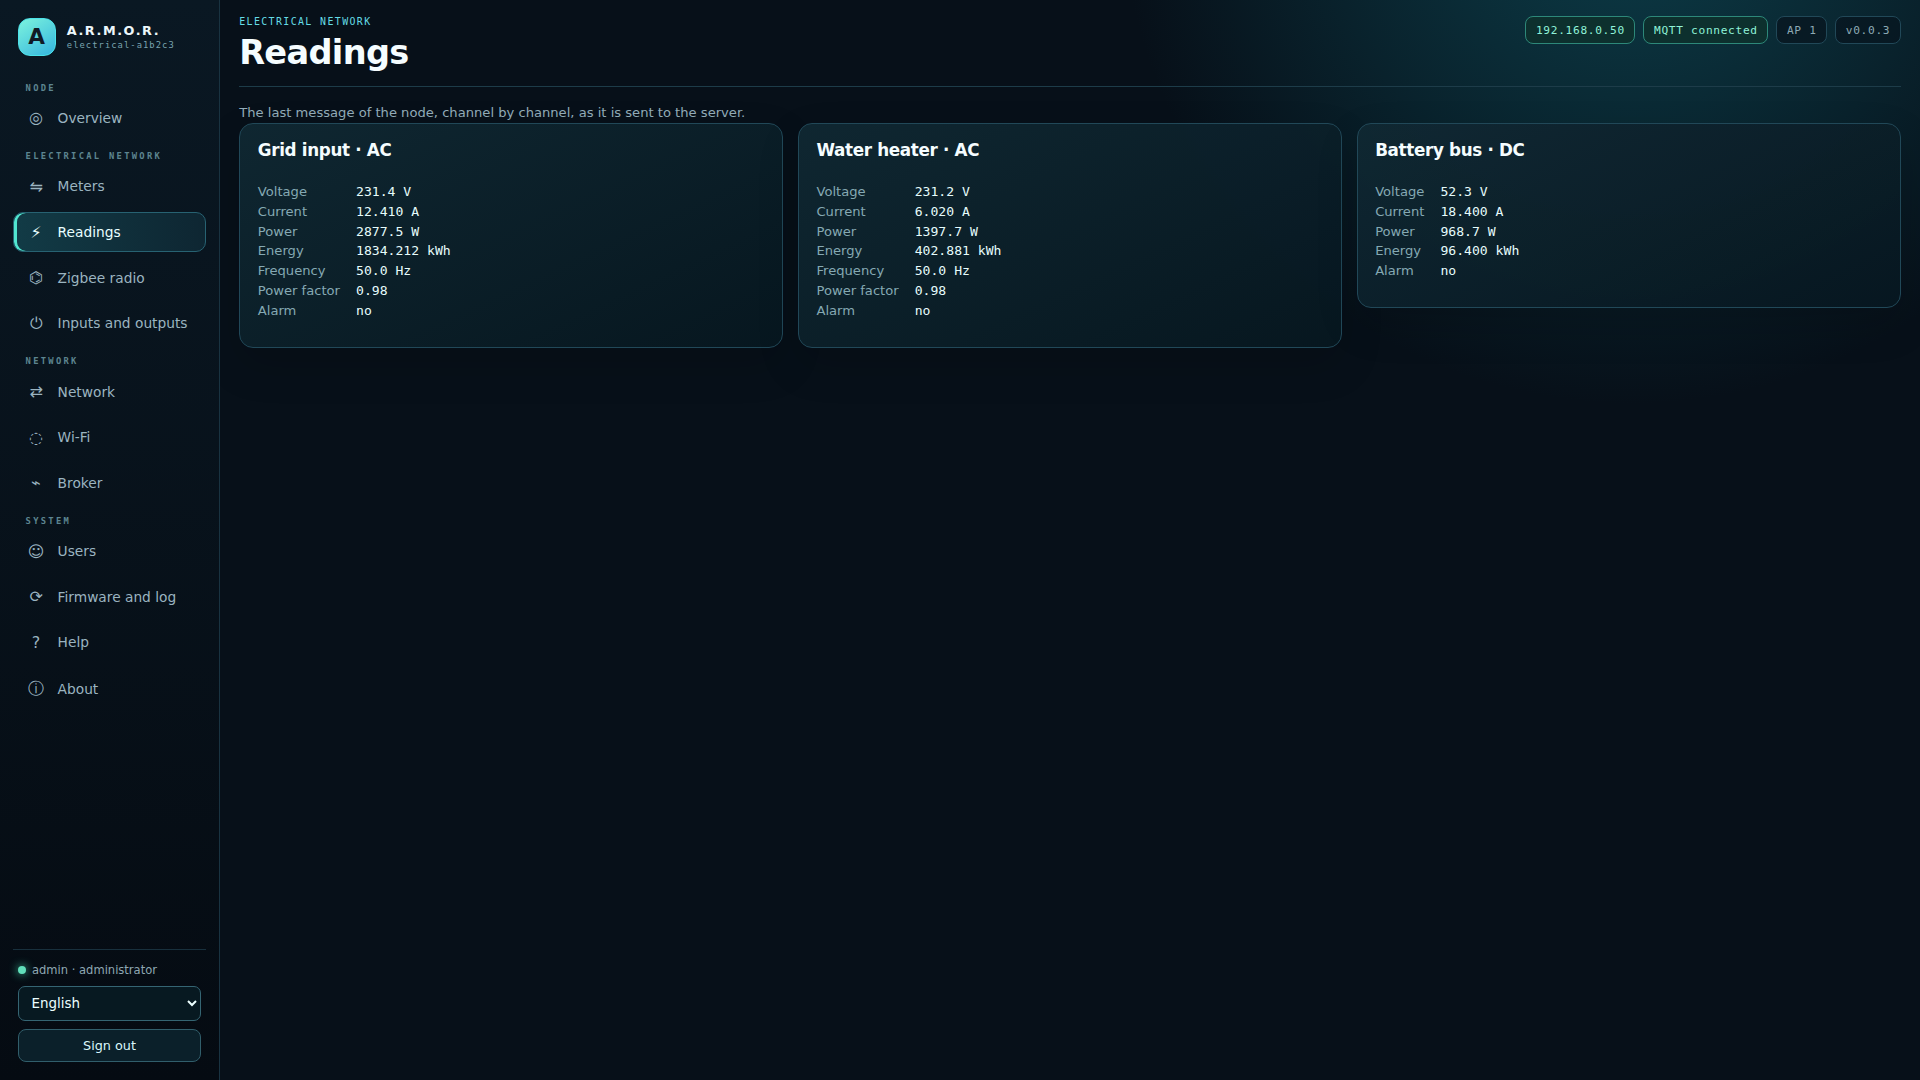 A
A.R.M.O.R.
electrical-a1b2c3
NODE
Overview
ELECTRICAL NETWORK
Meters
Readings
Zigbee radio
Inputs and outputs
NETWORK
Network
Wi-Fi
Broker
SYSTEM
Users
Firmware and log
? Help
About
admin · administrator
English
Sign out
ELECTRICAL NETWORK
Readings
192.168.0.50
MQTT connected
AP 1
v0.0.3
The last message of the node, channel by channel, as it is sent to the server.
Grid input · AC
Voltage 231.4 V
Current 12.410 A
Power 2877.5 W
Energy 1834.212 kWh
Frequency 50.0 Hz
Power factor 0.98
Alarm no
Water heater · AC
Voltage 231.2 V
Current 6.020 A
Power 1397.7 W
Energy 402.881 kWh
Frequency 50.0 Hz
Power factor 0.98
Alarm no
Battery bus · DC
Voltage 52.3 V
Current 18.400 A
Power 968.7 W
Energy 96.400 kWh
Alarm no